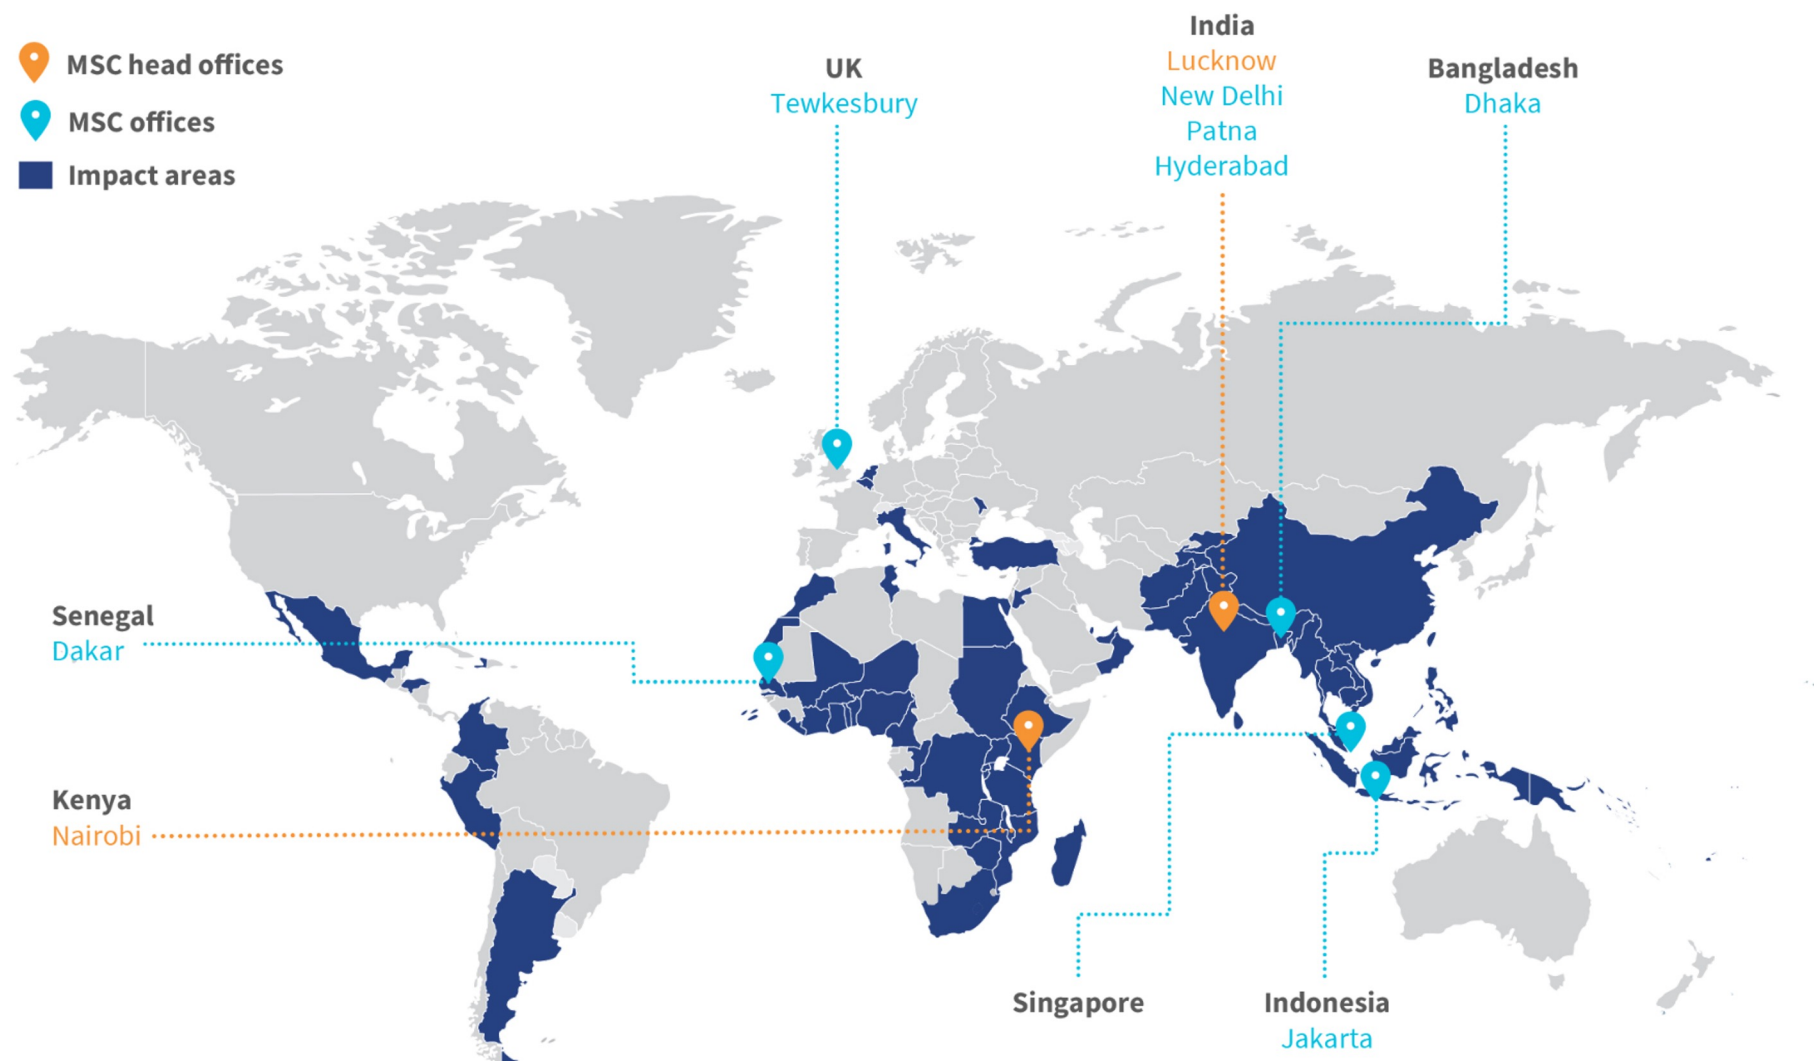 MSC head offices
MSC offices
Impact areas
UK
Tewkesbury
India
Lucknow
New Delhi
Patna
Hyderabad
Bangladesh
Dhaka
Senegal
Dakar
Kenya
Nairobi
Singapore
Indonesia
Jakarta